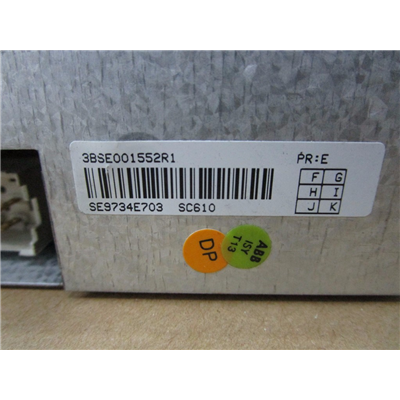 3BSE001552R1 PR:E
F G
H I
J K
SE9734E703 SC610
DP
ABB
ISY
T13